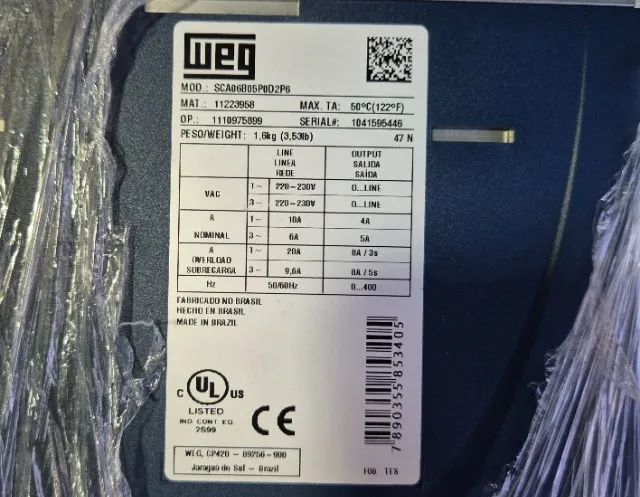 WEG
MOD.: SCA06B05P0D2P6
MAT.: 11223958 MAX. TA: 50ºC(122ºF)
OP.: 1110975899 SERIAL#: 1041595446
PESO/WEIGHT: 1,6kg (3,53lb) 47 N
LINE OUTPUT
LINEA SALIDA
REDE SAÍDA
VAC 1~ 220-230V 0...LINE
3~ 220-230V 0...LINE
A 1~ 10A 4A
NOMINAL 3~ 6A 5A
A 1~ 20A 8A / 3s
OVERLOAD
SOBRECARGA 3~ 9,6A 8A / 5s
Hz 50/60Hz 0...400
FABRICADO NO BRASIL
HECHO EN BRASIL
MADE IN BRAZIL
C UL US
LISTED
IND. CONT. EQ.
2S99
CE
7 890355 853405
WEG, CP420 - 89256-900
Jaraguá do Sul - Brazil
F05 TES